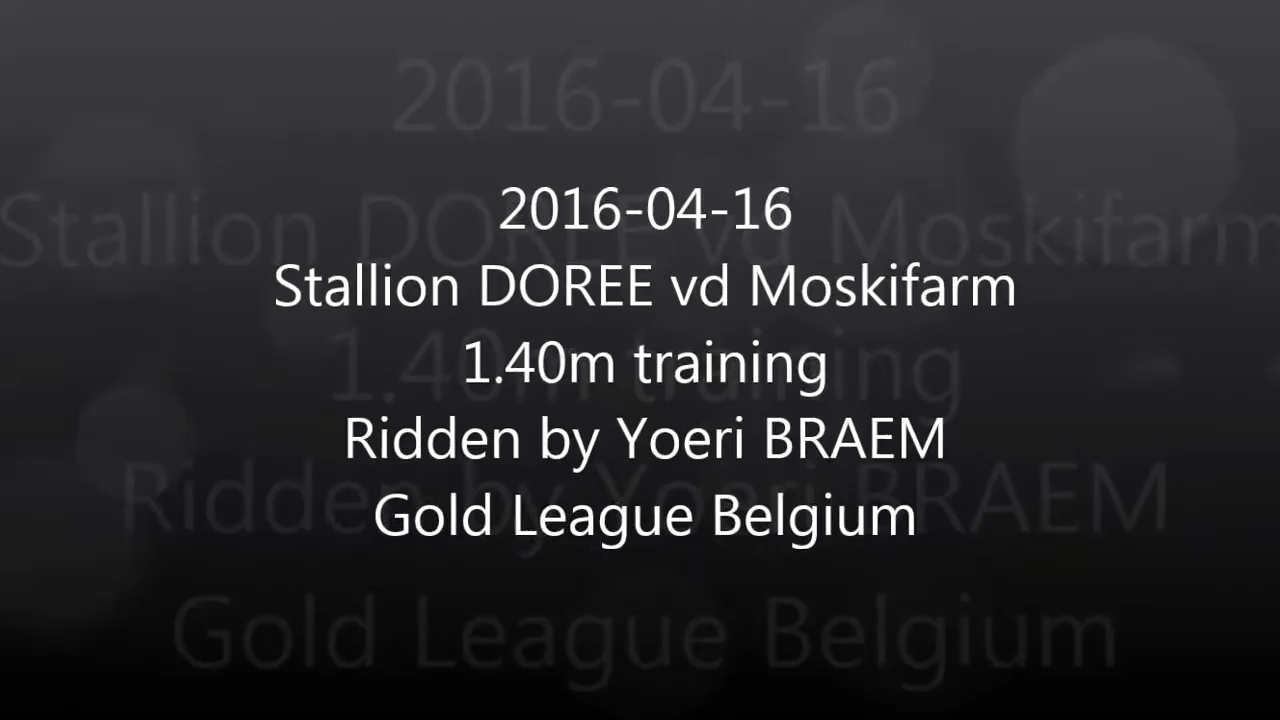 2016-04-16
Stallion DOREE vd Moskifarm
1.40m training
Ridden by Yoeri BRAEM
Gold League Belgium